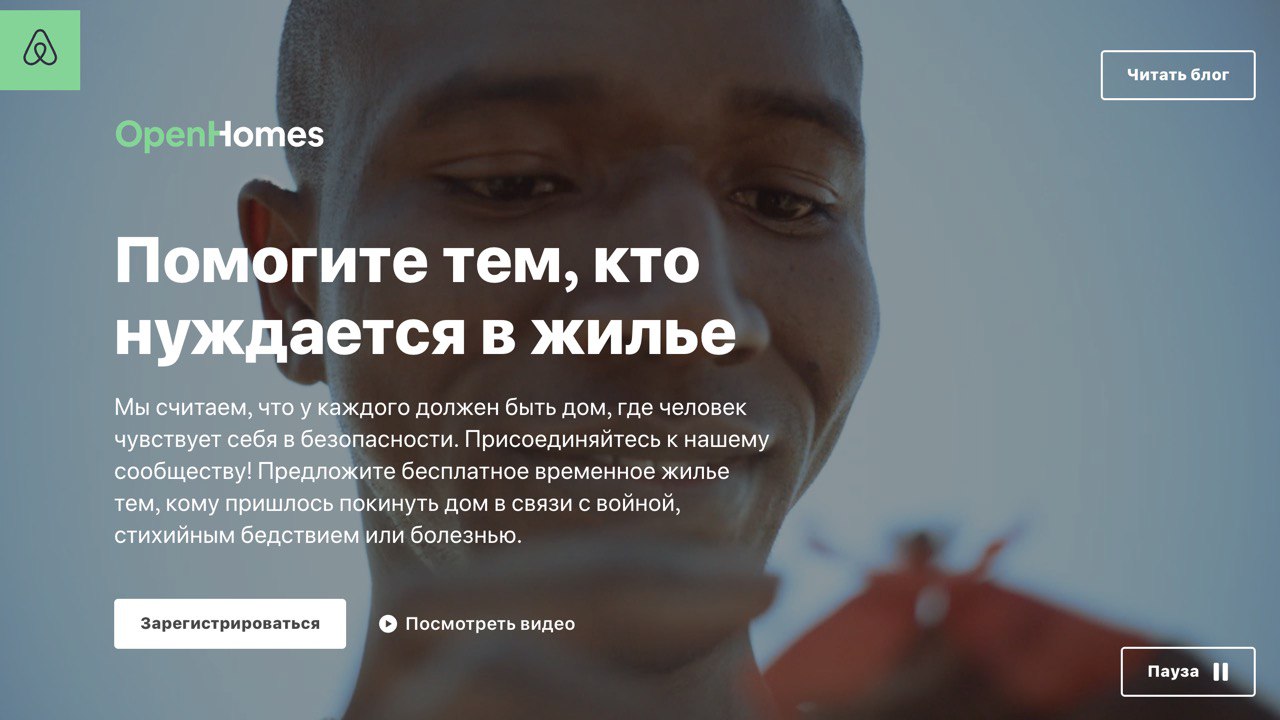 Читать блог
OpenHomes
Помогите тем, кто
нуждается в жилье
Мы считаем, что у каждого должен быть дом, где человек
чувствует себя в безопасности. Присоединяйтесь к нашему
сообществу! Предложите бесплатное временное жилье
тем, кому пришлось покинуть дом в связи с войной,
стихийным бедствием или болезнью.
Зарегистрироваться
Посмотреть видео
Пауза